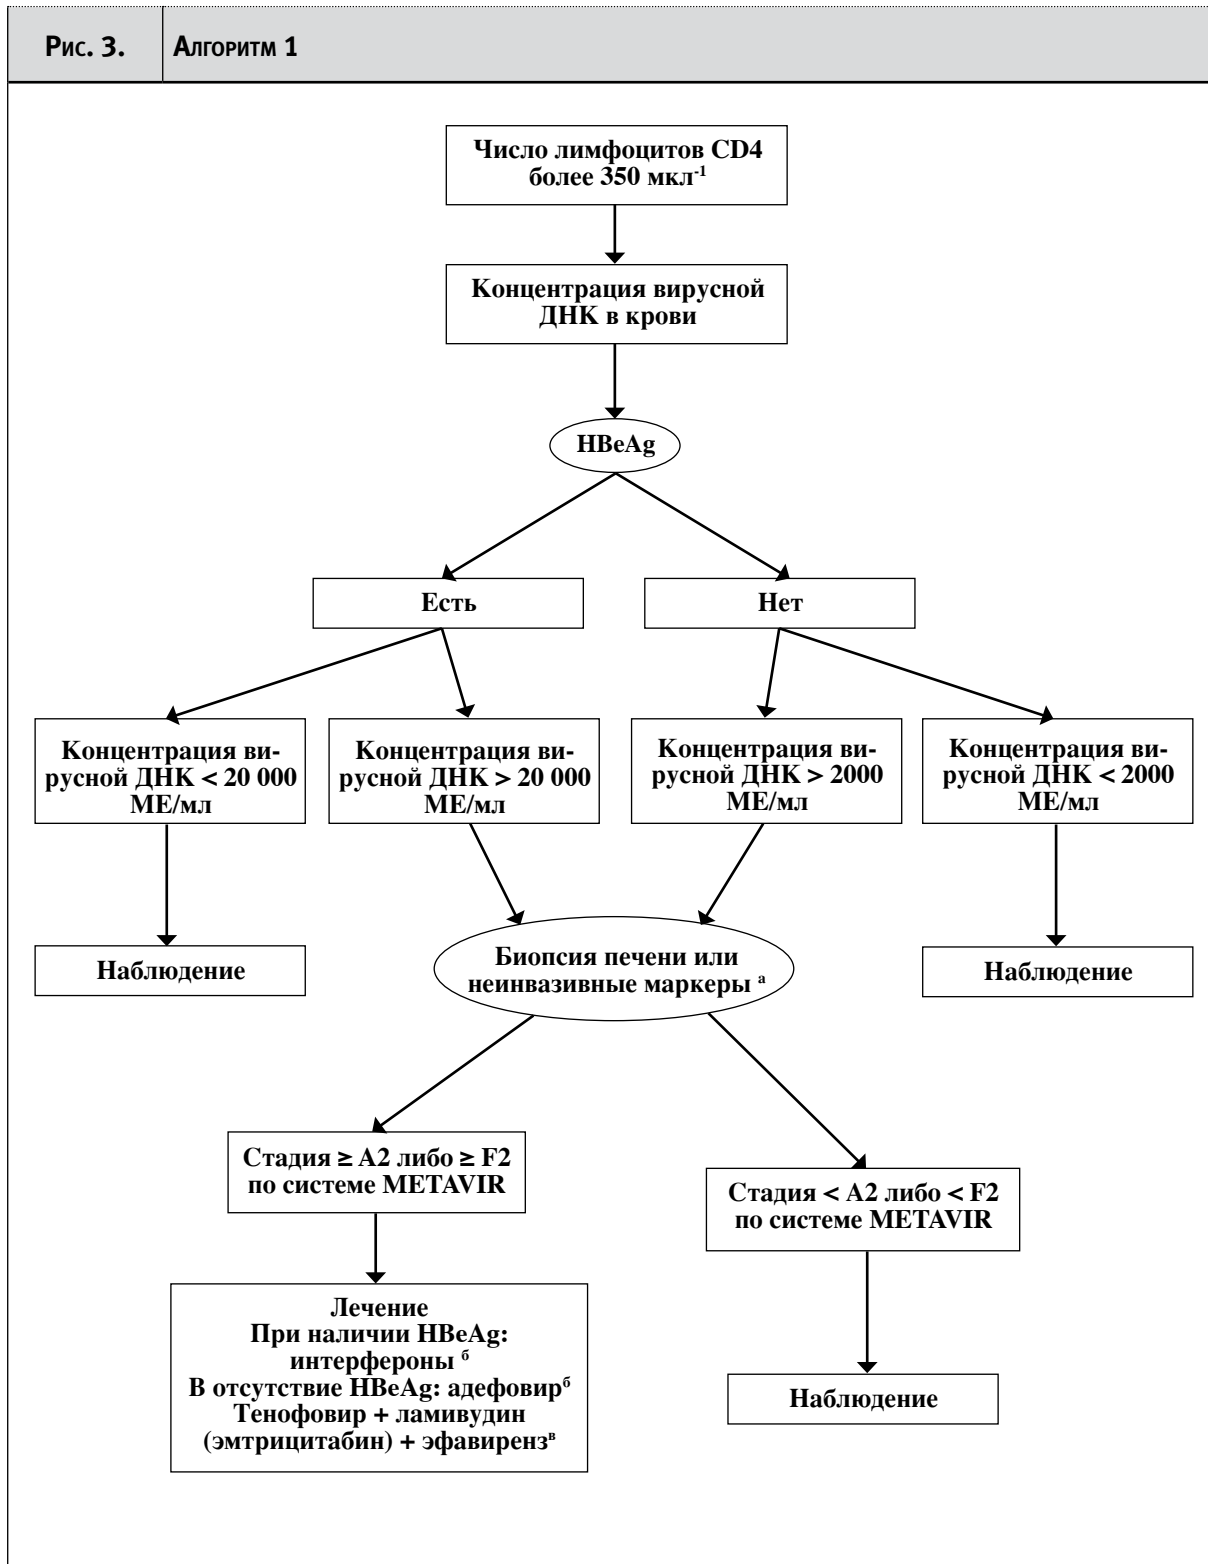 Рис. 3.
Алгоритм 1
Число лимфоцитов CD4
более 350 мкл⁻¹
Концентрация вирусной
ДНК в крови
HBeAg
Есть
Нет
Концентрация ви-
русной ДНК < 20 000
МЕ/мл
Концентрация ви-
русной ДНК > 20 000
МЕ/мл
Концентрация ви-
русной ДНК > 2000
МЕ/мл
Концентрация ви-
русной ДНК < 2000
МЕ/мл
Наблюдение
Биопсия печени или
неинвазивные маркеры ᵃ
Наблюдение
Стадия ≥ A2 либо ≥ F2
по системе METAVIR
Стадия < A2 либо < F2
по системе METAVIR
Лечение
При наличии HBeAg:
интерфероны б
В отсутствие HBeAg: адефовирб
Тенофовир + ламивудин
(эмтрицитабин) + эфавиренzв
Наблюдение